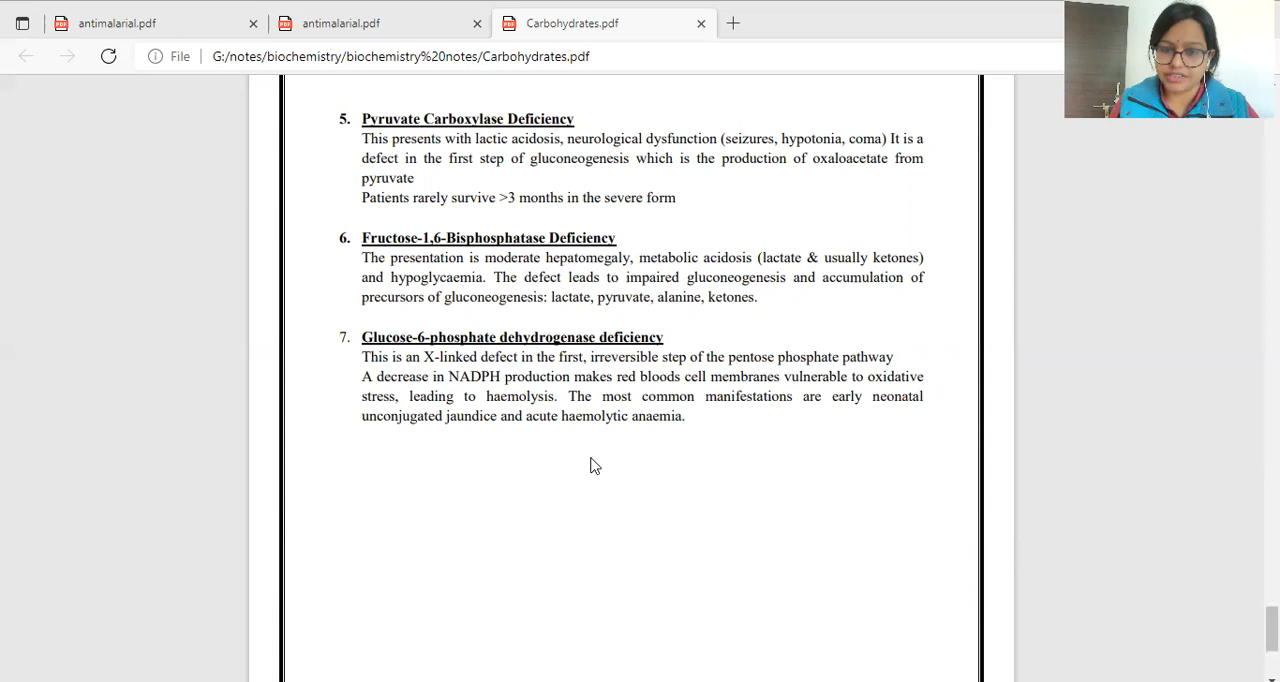 antimalarial.pdf
antimalarial.pdf
Carbohydrates.pdf
File
G:/notes/biochemistry/biochemistry%20notes/Carbohydrates.pdf
5. Pyruvate Carboxylase Deficiency
This presents with lactic acidosis, neurological dysfunction (seizures, hypotonia, coma) It is a
defect in the first step of gluconeogenesis which is the production of oxaloacetate from
pyruvate
Patients rarely survive >3 months in the severe form
6. Fructose-1,6-Bisphosphatase Deficiency
The presentation is moderate hepatomegaly, metabolic acidosis (lactate & usually ketones)
and hypoglycaemia. The defect leads to impaired gluconeogenesis and accumulation of
precursors of gluconeogenesis: lactate, pyruvate, alanine, ketones.
7. Glucose-6-phosphate dehydrogenase deficiency
This is an X-linked defect in the first, irreversible step of the pentose phosphate pathway
A decrease in NADPH production makes red bloods cell membranes vulnerable to oxidative
stress, leading to haemolysis. The most common manifestations are early neonatal
unconjugated jaundice and acute haemolytic anaemia.